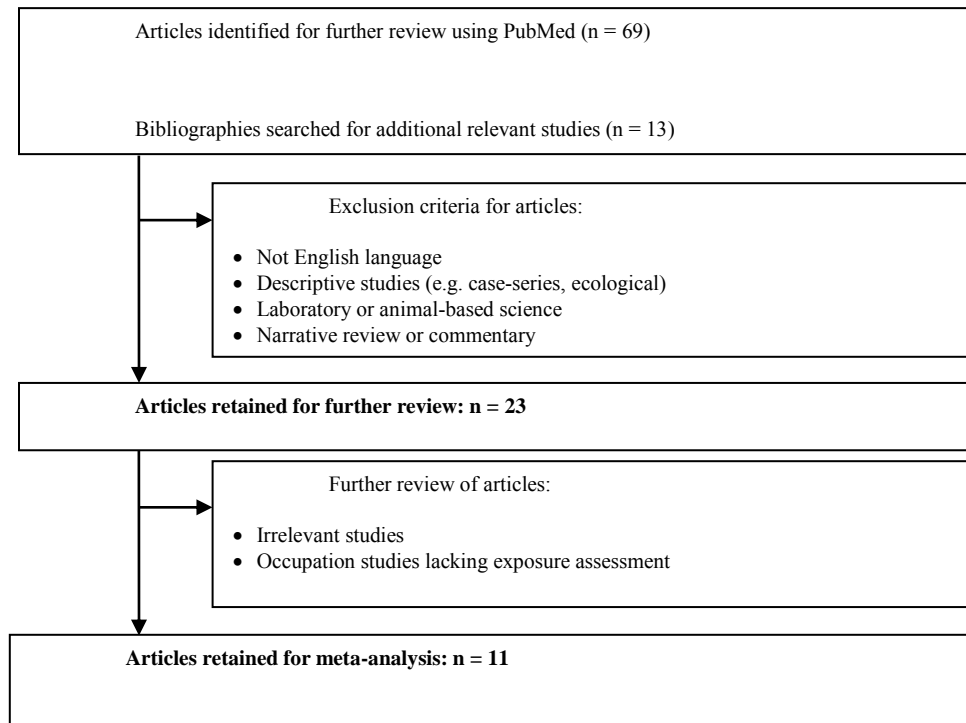 Articles identified for further review using PubMed (n = 69)
Bibliographies searched for additional relevant studies (n = 13)
Exclusion criteria for articles:
• Not English language
• Descriptive studies (e.g. case-series, ecological)
• Laboratory or animal-based science
• Narrative review or commentary
Articles retained for further review: n = 23
Further review of articles:
• Irrelevant studies
• Occupation studies lacking exposure assessment
Articles retained for meta-analysis: n = 11